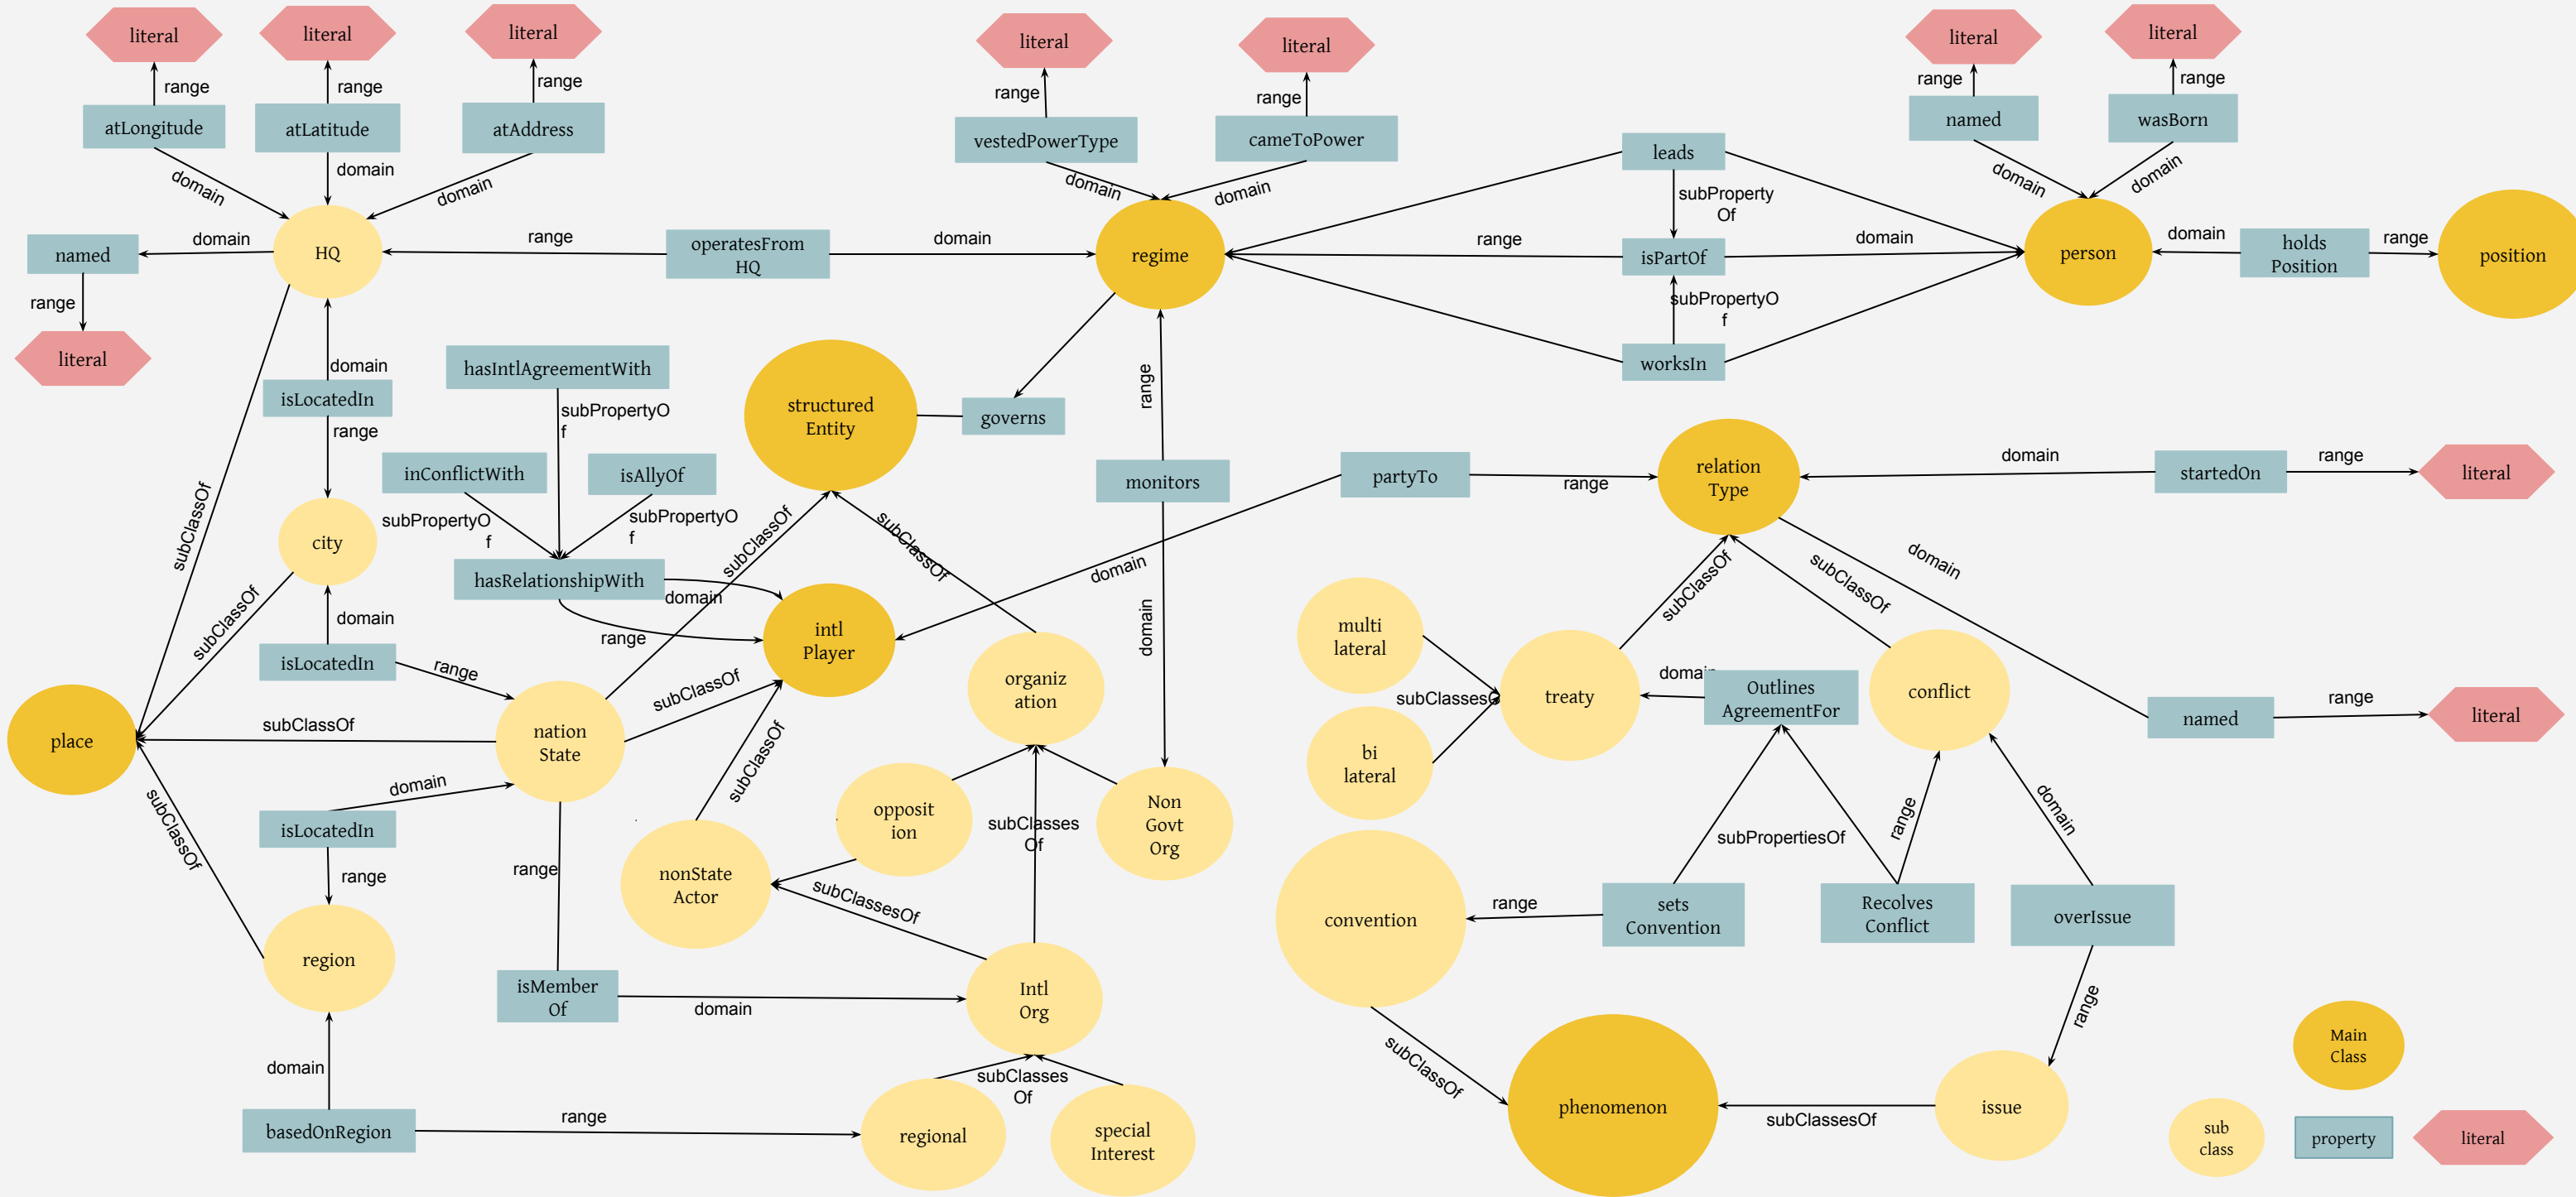 literal
literal
literal
literal
literal
literal
literal
range
range
range
range
range
range
range
atLongitude
atLatitude
atAddress
vestedPowerType
cameToPower
named
wasBorn
leads
domain
domain
domain
domain
domain
domain
domain
subProperty
Of
named
domain
HQ
range
operatesFrom
HQ
domain
regime
range
isPartOf
domain
person
domain
holds
Position
range
position
range
literal
subPropertyO
f
worksIn
domain
isLocatedIn
range
hasIntlAgreementWith
subPropertyO
f
structured
Entity
governs
range
inConflictWith
isAllyOf
monitors
partyTo
range
relation
Type
domain
startedOn
range
literal
subClassOf
city
subPropertyO
f
subPropertyO
f
subClassOf
subClassOf
domain
domain
hasRelationshipWith
domain
range
intl
Player
domain
subClassOf
domain
isLocatedIn
range
multi
lateral
subClassOf
subClassOf
organiz
ation
treaty
domain
Outlines
AgreementFor
conflict
subClassesO
bi
lateral
named
range
literal
place
subClassOf
nation
State
subClassOf
subClassOf
domain
isLocatedIn
range
subClassOf
opposit
ion
subClasses
Of
Non
Govt
Org
range
nonState
Actor
subClassesOf
subPropertiesOf
range
domain
convention
range
sets
Convention
Recolves
Conflict
overIssue
region
isMember
Of
domain
Intl
Org
range
subClassOf
domain
subClasses
Of
basedOnRegion
range
regional
special
Interest
phenomenon
subClassesOf
issue
Main
Class
sub
class
property
literal